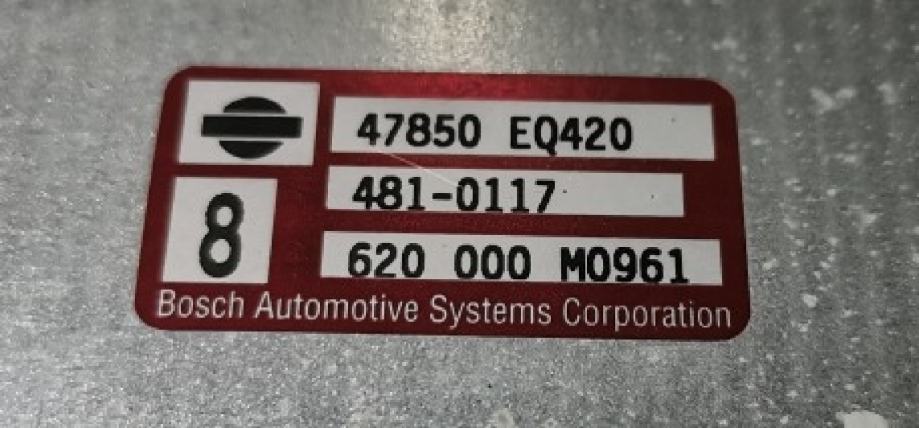 47850 EQ420
481-0117
8
620 000 M0961
Bosch Automotive Systems Corporation